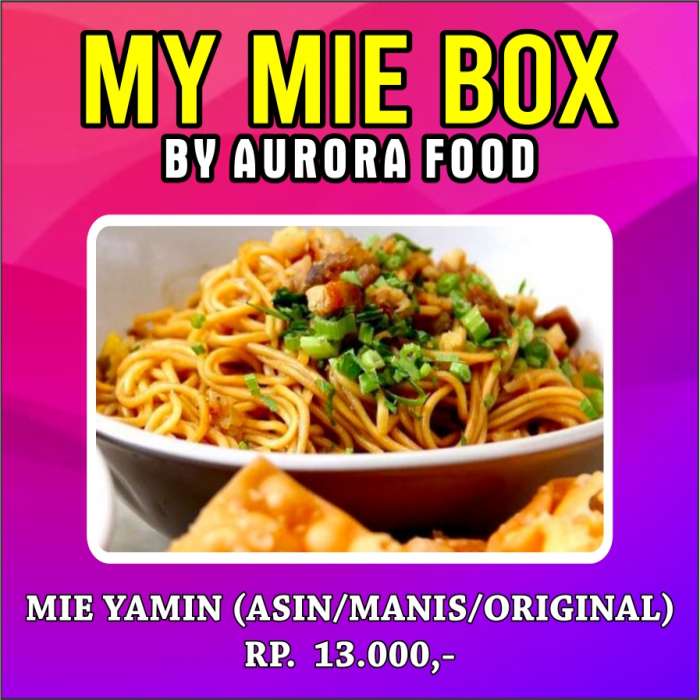 MY MIE BOX
BY AURORA FOOD
MIE YAMIN (ASIN/MANIS/ORIGINAL)
RP. 13.000,-